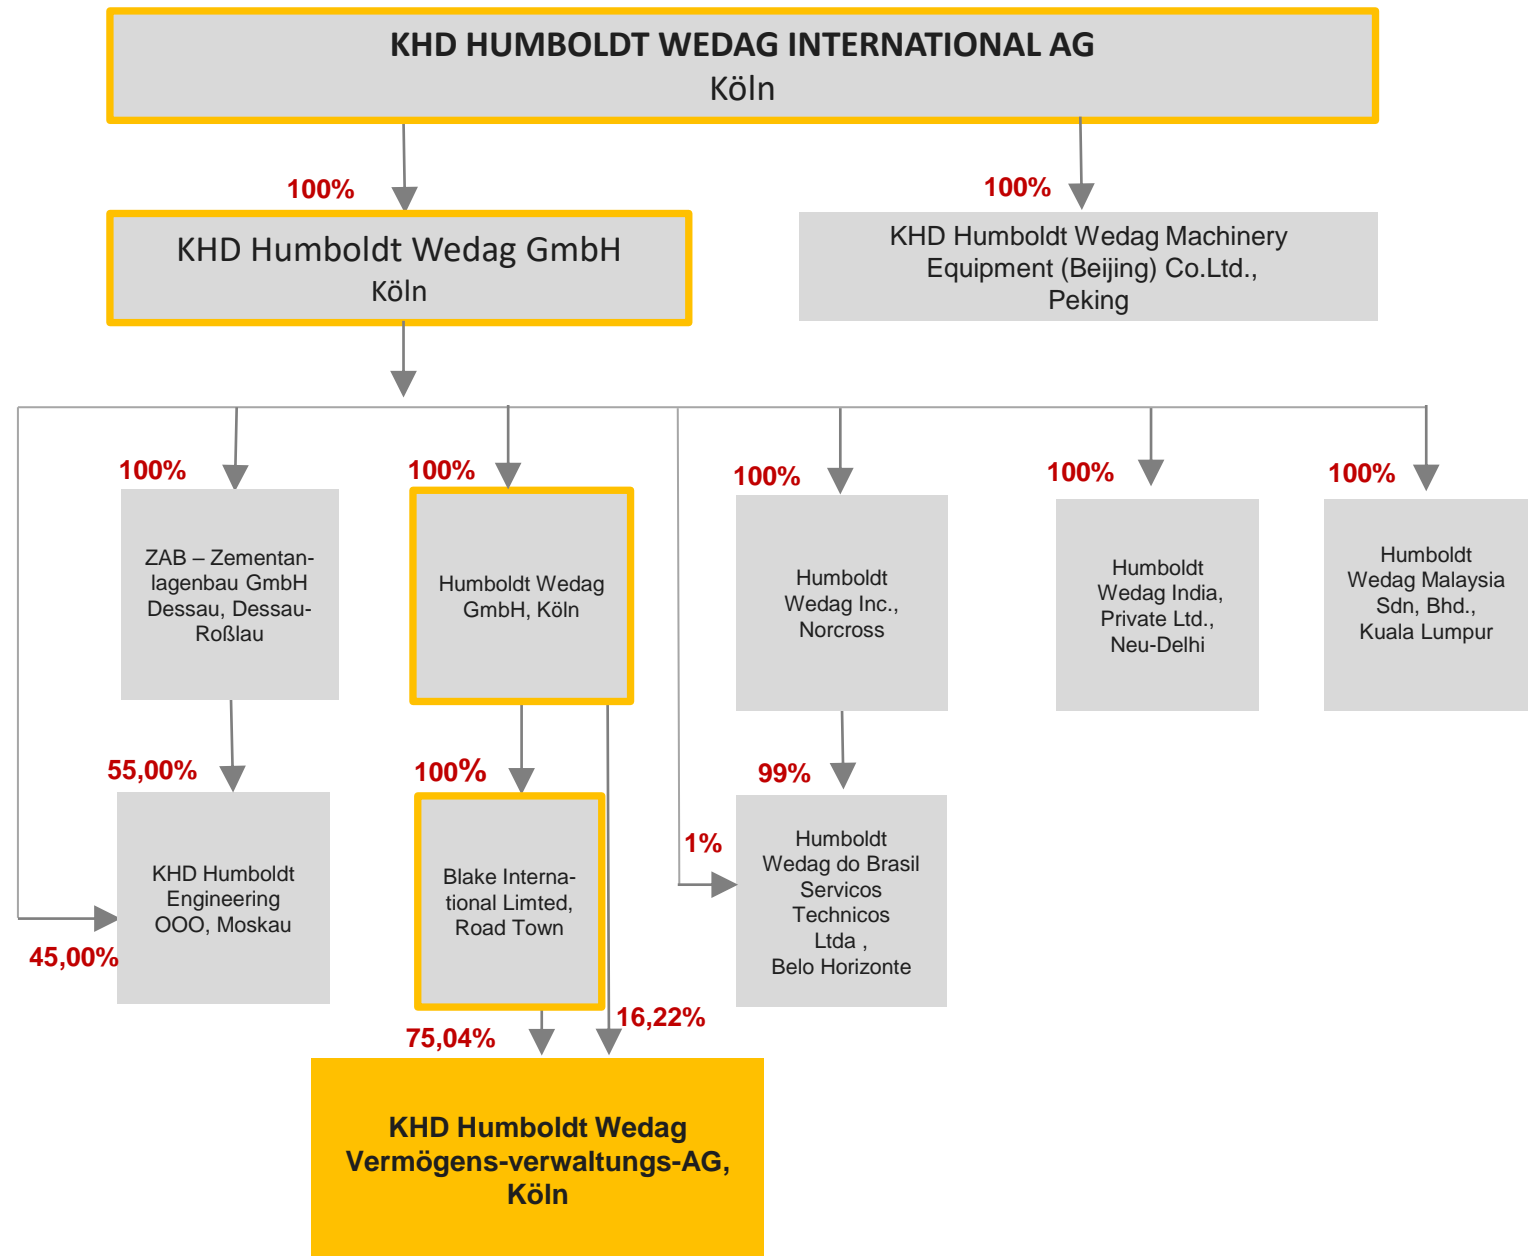 KHD HUMBOLDT WEDAG INTERNATIONAL AG
Köln
100%
100%
KHD Humboldt Wedag GmbH
Köln
KHD Humboldt Wedag Machinery
Equipment (Beijing) Co.Ltd.,
Peking
100%
100%
100%
100%
100%
ZAB – Zementan-
lagenbau GmbH
Dessau, Dessau-
Roßlau
Humboldt Wedag
GmbH, Köln
Humboldt
Wedag Inc.,
Norcross
Humboldt
Wedag India,
Private Ltd.,
Neu-Delhi
Humboldt
Wedag Malaysia
Sdn, Bhd.,
Kuala Lumpur
55,00%
100%
99%
1%
KHD Humboldt
Engineering
OOO, Moskau
45,00%
Blake Interna-
tional Limted,
Road Town
Humboldt
Wedag do Brasil
Servicos
Technicos
Ltda ,
Belo Horizonte
75,04%
16,22%
KHD Humboldt Wedag
Vermögens-verwaltungs-AG,
Köln